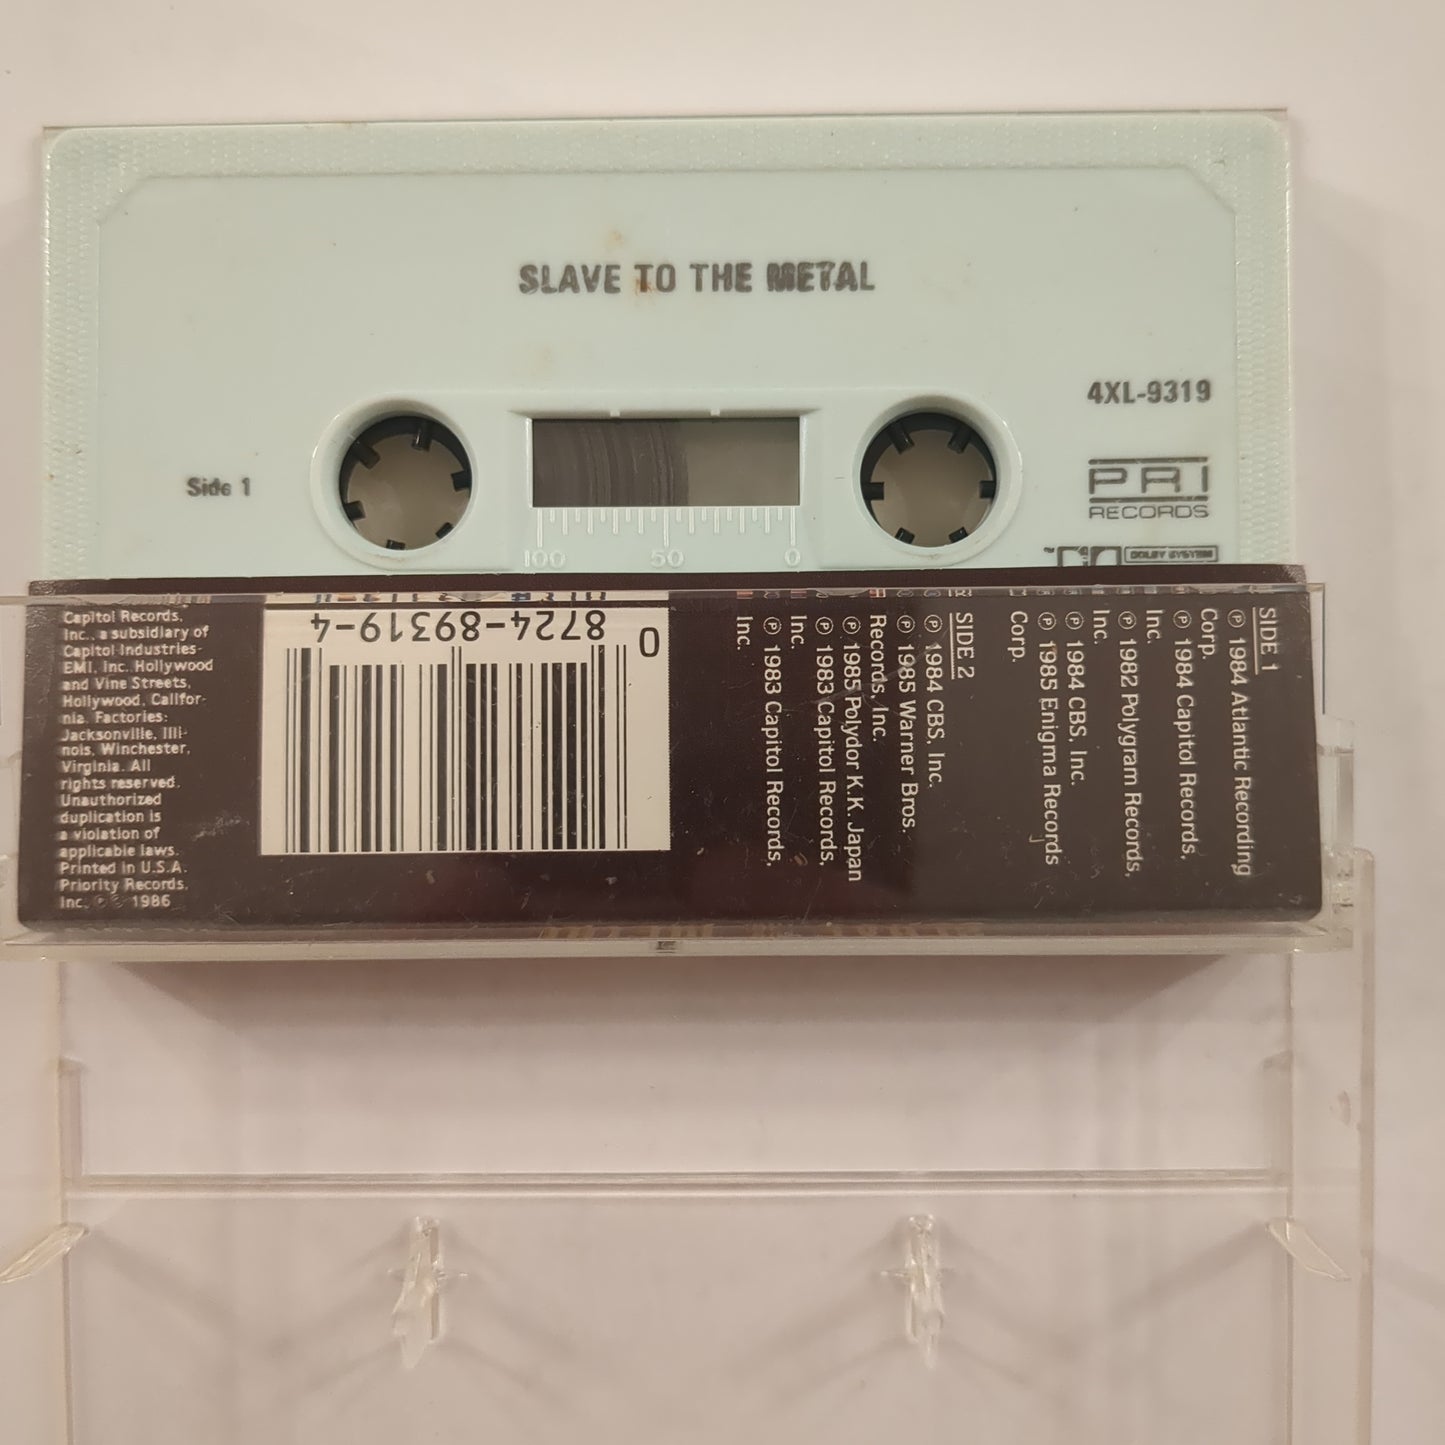 SLAVE TO THE METAL
4XL-9319
Side 1
PRI
RECORDS
DOLBY SYSTEM
100 50 0
Capitol Records,
Inc., a subsidiary of
Capitol Industries-
EMI, Inc. Hollywood
and Vine Streets,
Hollywood, Califor-
nia. Factories:
Jacksonville, Illi-
nois, Winchester,
Virginia. All
rights reserved.
Unauthorized
duplication is
a violation of
applicable laws.
Printed in U.S.A.
Priority Records,
Inc. ℗ © 1986
0 8724-89319-4
SIDE 1
℗ 1984 Atlantic Recording
Corp.
℗ 1984 Capitol Records,
Inc.
℗ 1982 Polygram Records,
Inc.
℗ 1984 CBS, Inc.
℗ 1985 Enigma Records
Corp.
SIDE 2
℗ 1984 CBS, Inc.
℗ 1985 Warner Bros.
Records, Inc.
℗ 1985 Polydor K.K. Japan
℗ 1983 Capitol Records,
Inc.
℗ 1983 Capitol Records,
Inc.